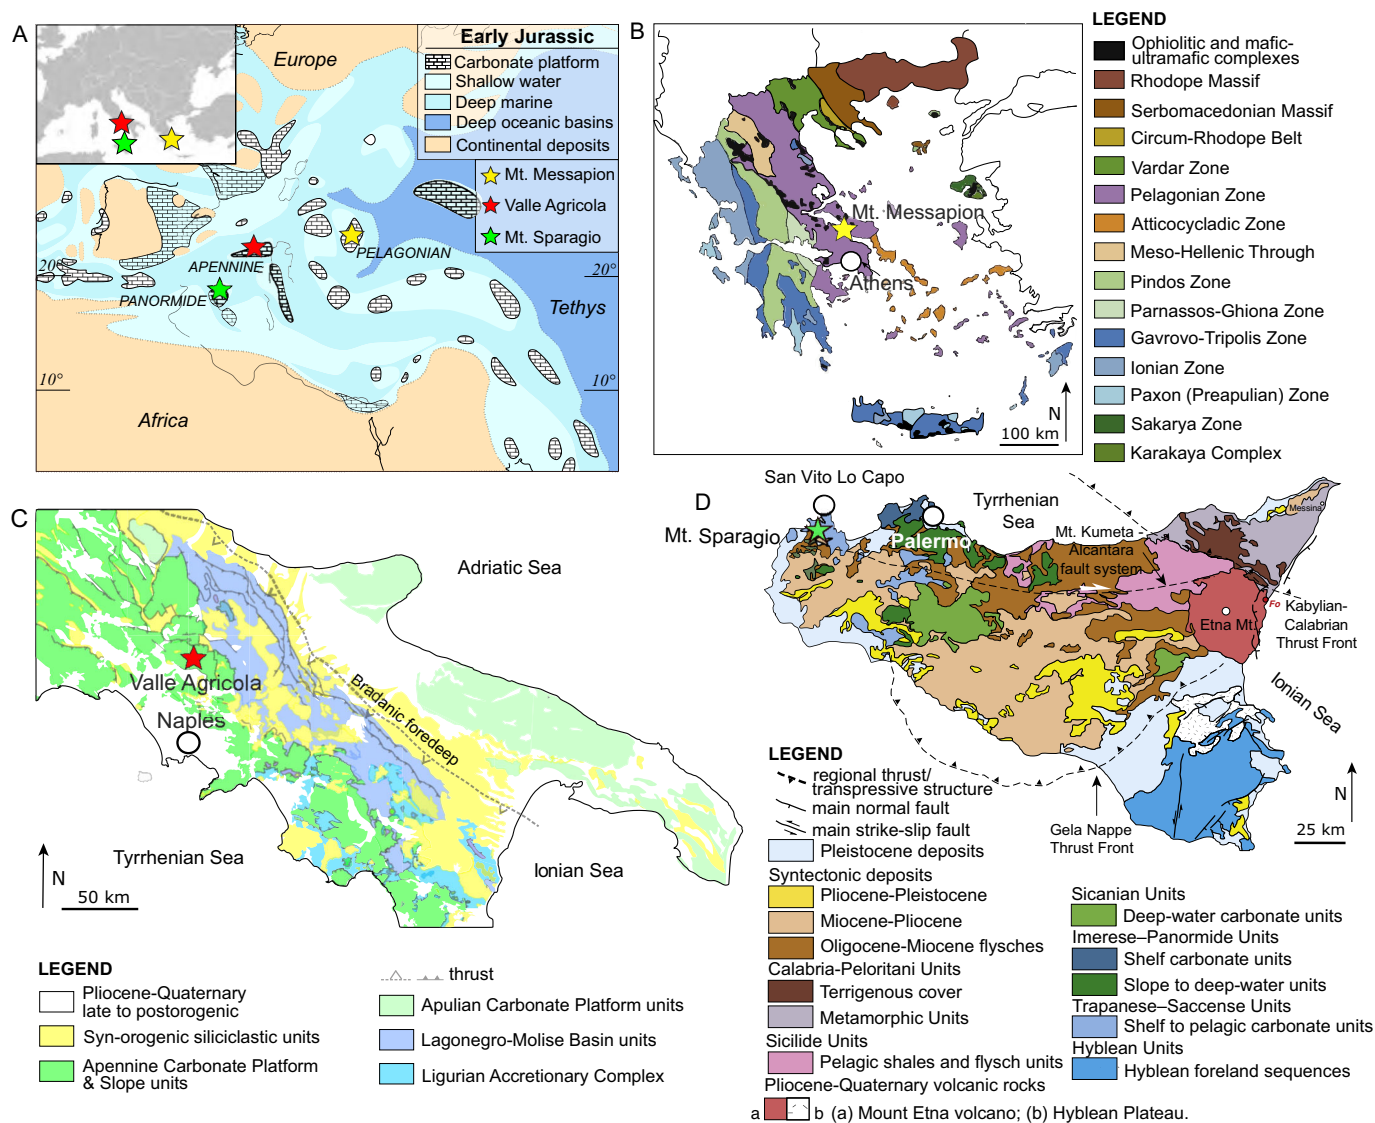 A
Europe
Early Jurassic
Carbonate platform
Shallow water
Deep marine
Deep oceanic basins
Continental deposits
Mt. Messapion
Valle Agricola
Mt. Sparagio
PELAGONIAN
APENNINE
PANORMIDE
20°
20°
Tethys
10°
10°
Africa
B
Mt. Messapion
Athens
N
100 km
LEGEND
Ophiolitic and mafic-
ultramafic complexes
Rhodope Massif
Serbomacedonian Massif
Circum-Rhodope Belt
Vardar Zone
Pelagonian Zone
Atticocycladic Zone
Meso-Hellenic Through
Pindos Zone
Parnassos-Ghiona Zone
Gavrovo-Tripolis Zone
Ionian Zone
Paxon (Preapulian) Zone
Sakarya Zone
Karakaya Complex
C
Adriatic Sea
Valle Agricola
Naples
Bradanic foredeep
Tyrrhenian Sea
Ionian Sea
N
50 km
LEGEND
Pliocene-Quaternary
late to postorogenic
Syn-orogenic siliciclastic units
Apennine Carbonate Platform
& Slope units
thrust
Apulian Carbonate Platform units
Lagonegro-Molise Basin units
Ligurian Accretionary Complex
D
San Vito Lo Capo
Mt. Sparagio
Palermo
Tyrrhenian
Sea
Mt. Kumeta -
Alcantara
fault system
Messina
Etna Mt.
Fo
Kabylian-
Calabrian
Thrust Front
Ionian Sea
Gela Nappe
Thrust Front
N
25 km
LEGEND
regional thrust/
transpressive structure
main normal fault
main strike-slip fault
Pleistocene deposits
Syntectonic deposits
Pliocene-Pleistocene
Miocene-Pliocene
Oligocene-Miocene flysches
Calabria-Peloritani Units
Terrigenous cover
Metamorphic Units
Sicilide Units
Pelagic shales and flysch units
Pliocene-Quaternary volcanic rocks
a b (a) Mount Etna volcano; (b) Hyblean Plateau.
Sicanian Units
Deep-water carbonate units
Imerese–Panormide Units
Shelf carbonate units
Slope to deep-water units
Trapanese–Saccense Units
Shelf to pelagic carbonate units
Hyblean Units
Hyblean foreland sequences